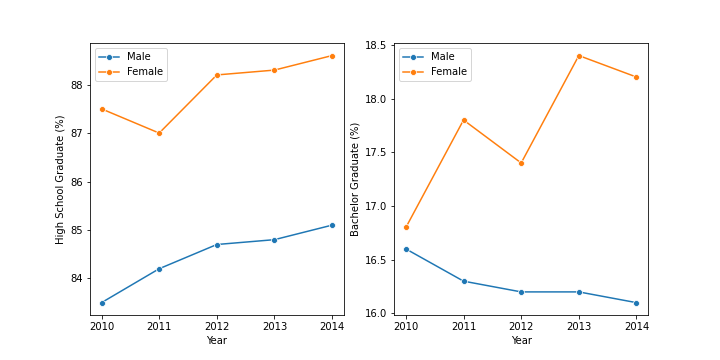 Male
Female
88
87
86
85
84
High School Graduate (%)
2010 2011 2012 2013 2014
Year
Male
Female
18.5
18.0
17.5
17.0
16.5
16.0
Bachelor Graduate (%)
2010 2011 2012 2013 2014
Year